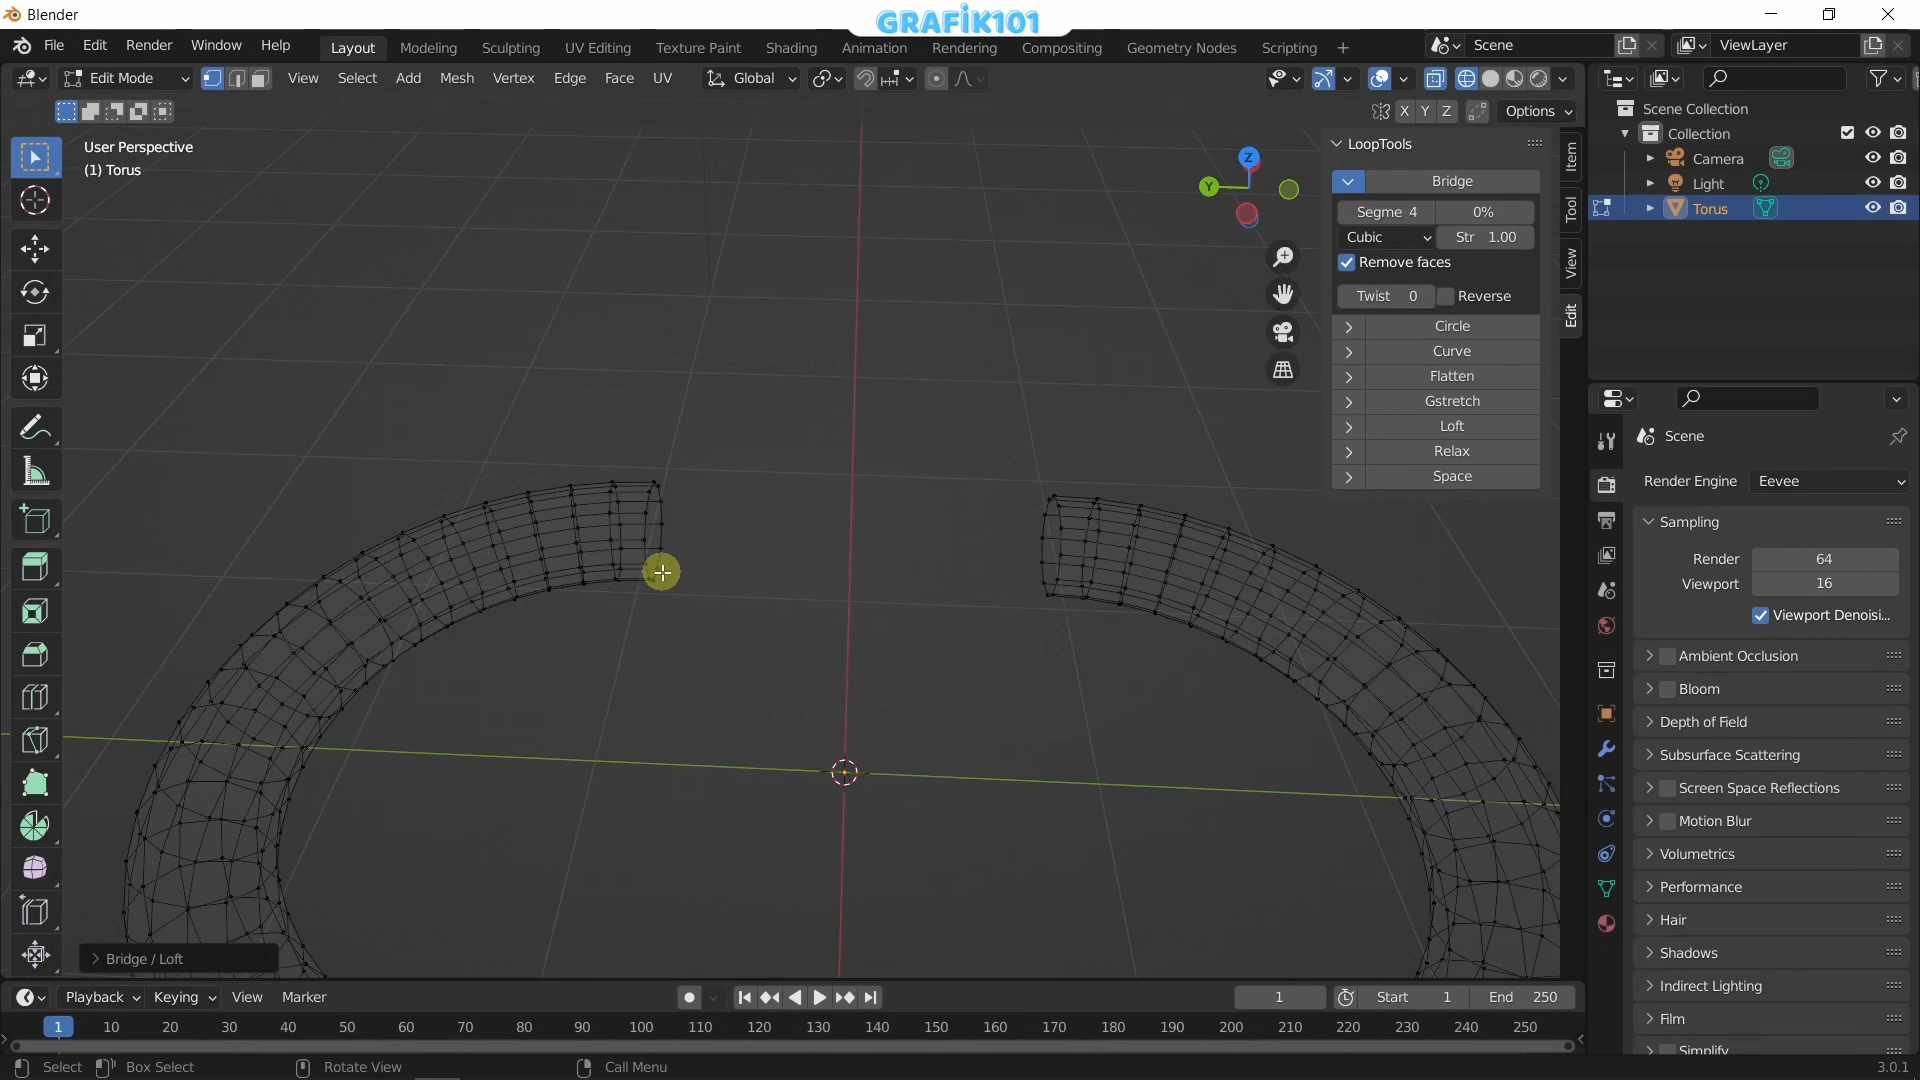 Blender
GRAFİK101
File Edit Render Window Help
Layout Modeling Sculpting UV Editing Texture Paint Shading Animation Rendering Compositing Geometry Nodes Scripting +
Scene
ViewLayer
Edit Mode
View Select Add Mesh Vertex Edge Face UV
Global
X Y Z
Options
User Perspective
(1) Torus
Z
Y
LoopTools
Bridge
Segme 4 0%
Cubic Str 1.00
Remove faces
Twist 0 Reverse
Circle
Curve
Flatten
Gstretch
Loft
Relax
Space
Item
Tool
View
Edit
Scene Collection
Collection
Camera
Light
Torus
Scene
Render Engine Eevee
Sampling
Render 64
Viewport 16
Viewport Denoisi...
Ambient Occlusion
Bloom
Depth of Field
Subsurface Scattering
Screen Space Reflections
Motion Blur
Volumetrics
Performance
Hair
Shadows
Indirect Lighting
Film
Simplify
Bridge / Loft
Playback Keying View Marker
1
Start 1 End 250
1 10 20 30 40 50 60 70 80 90 100 110 120 130 140 150 160 170 180 190 200 210 220 230 240 250
Select Box Select Rotate View Call Menu
3.0.1